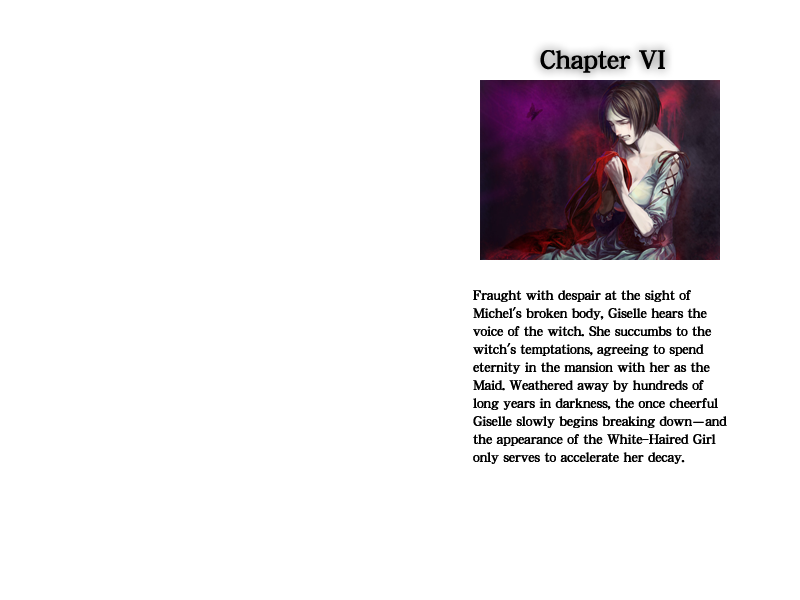 Chapter VI
Fraught with despair at the sight of
Michel's broken body, Giselle hears the
voice of the witch. She succumbs to the
witch's temptations, agreeing to spend
eternity in the mansion with her as the
Maid. Weathered away by hundreds of
long years in darkness, the once cheerful
Giselle slowly begins breaking down—and
the appearance of the White-Haired Girl
only serves to accelerate her decay.